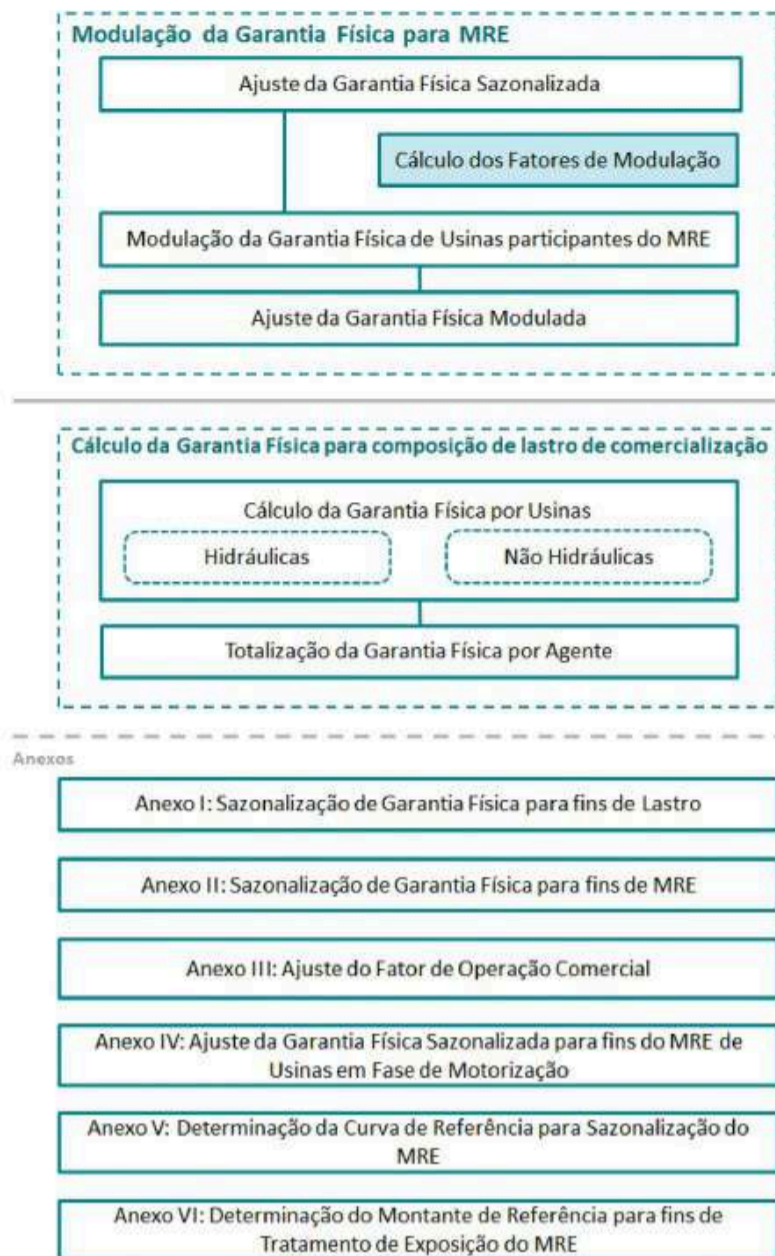 Modulação da Garantia Física para MRE
Ajuste da Garantia Física Sazonalizada
Cálculo dos Fatores de Modulação
Modulação da Garantia Física de Usinas participantes do MRE
Ajuste da Garantia Física Modulada
Cálculo da Garantia Física para composição de lastro de comercialização
Cálculo da Garantia Física por Usinas
Hidráulicas
Não Hidráulicas
Totalização da Garantia Física por Agente
Anexos
Anexo I: Sazonalização de Garantia Física para fins de Lastro
Anexo II: Sazonalização de Garantia Física para fins de MRE
Anexo III: Ajuste do Fator de Operação Comercial
Anexo IV: Ajuste da Garantia Física Sazonalizada para fins do MRE de
Usinas em Fase de Motorização
Anexo V: Determinação da Curva de Referência para Sazonalização do
MRE
Anexo VI: Determinação do Montante de Referência para fins de
Tratamento de Exposição do MRE